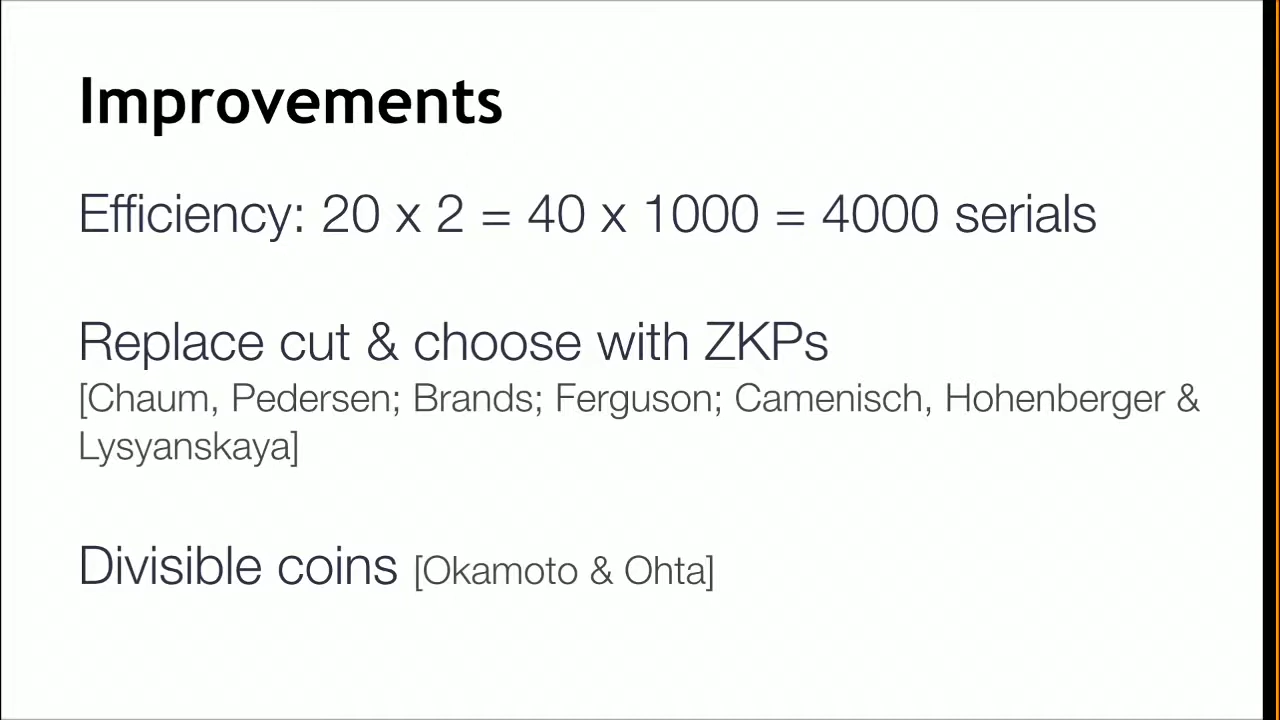 Improvements
Efficiency: 20 x 2 = 40 x 1000 = 4000 serials
Replace cut & choose with ZKPs
[Chaum, Pedersen; Brands; Ferguson; Camenisch, Hohenberger &
Lysyanskaya]
Divisible coins [Okamoto & Ohta]